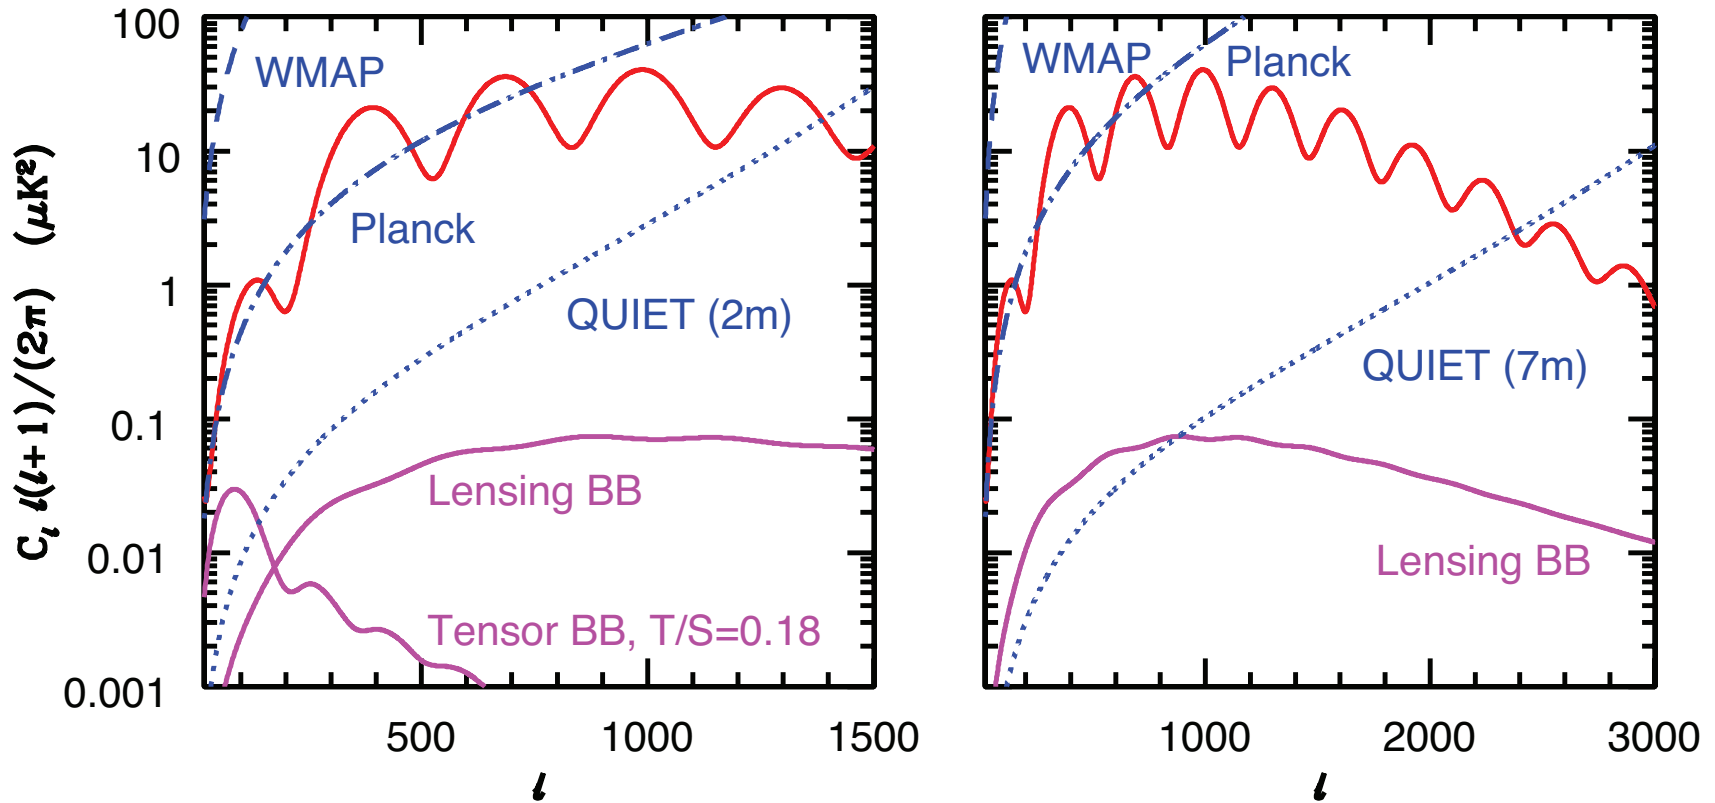 C_ℓ ℓ(ℓ+1)/(2π) (μK²)
100
10
1
0.1
0.01
0.001
WMAP
Planck
QUIET (2m)
Lensing BB
Tensor BB, T/S=0.18
500
1000
1500
ℓ
WMAP
Planck
QUIET (7m)
Lensing BB
1000
2000
3000
ℓ